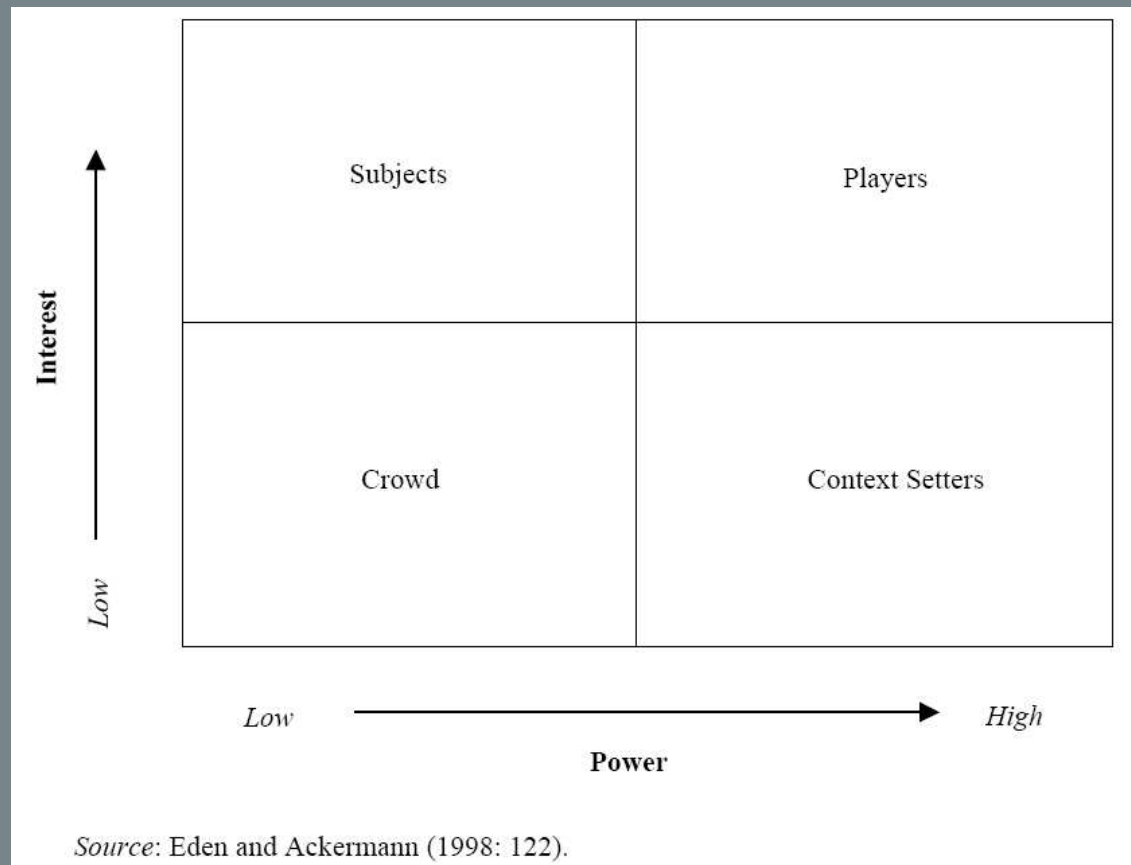 Subjects
Players
Interest
Crowd
Context Setters
Low
Low
High
Power
Source: Eden and Ackermann (1998: 122).